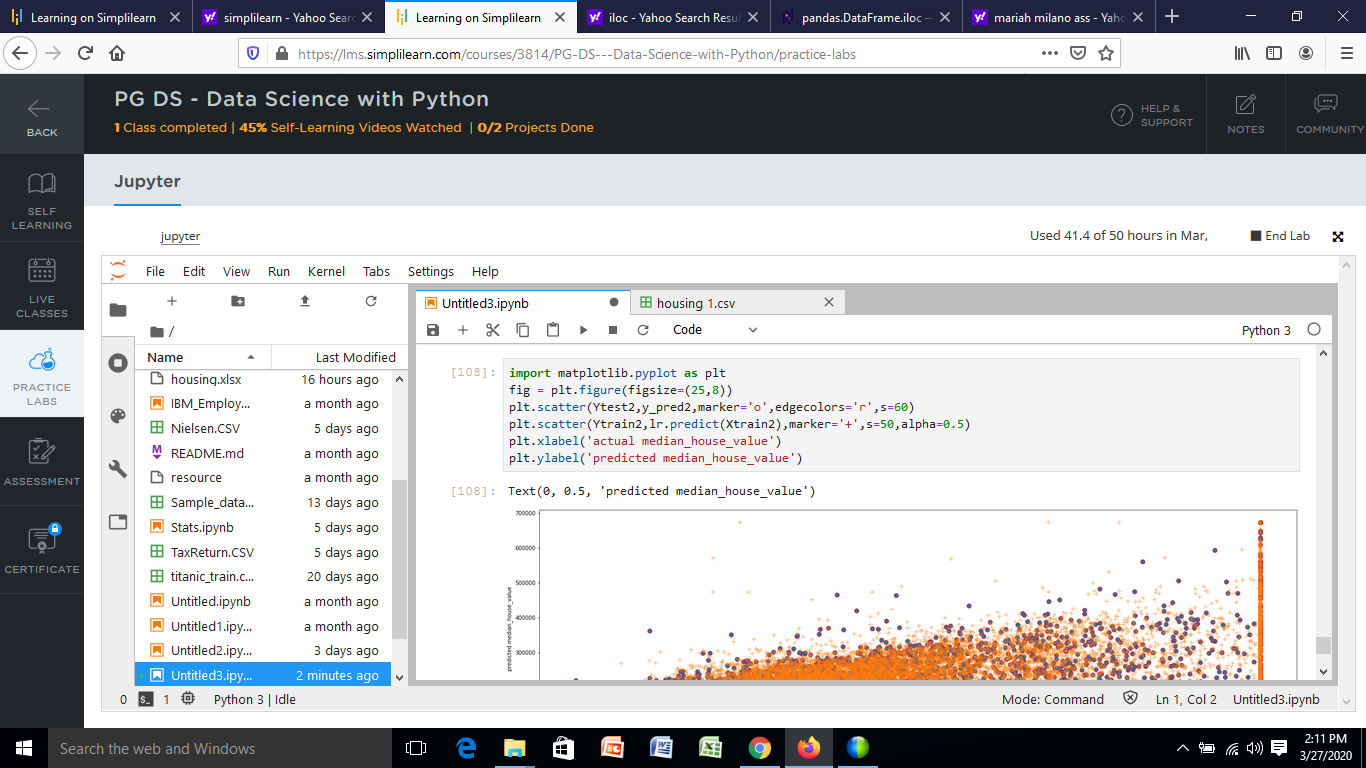 Learning on Simplilearn
simplilearn - Yahoo Sear
Learning on Simplilearn
iloc - Yahoo Search Resul
pandas.DataFrame.iloc —
mariah milano ass - Yaho
https://lms.simplilearn.com/courses/3814/PG-DS---Data-Science-with-Python/practice-labs
BACK
PG DS - Data Science with Python
1 Class completed | 45% Self-Learning Videos Watched | 0/2 Projects Done
HELP &
SUPPORT
NOTES
COMMUNITY
SELF
LEARNING
LIVE
CLASSES
PRACTICE
LABS
ASSESSMENT
CERTIFICATE
Jupyter
jupyter
Used 41.4 of 50 hours in Mar,
End Lab
File Edit View Run Kernel Tabs Settings Help
/
Name Last Modified
housing.xlsx 16 hours ago
IBM_Employ... a month ago
Nielsen.CSV 5 days ago
README.md a month ago
resource a month ago
Sample_data... 13 days ago
Stats.ipynb 5 days ago
TaxReturn.CSV 5 days ago
titanic_train.c... 20 days ago
Untitled.ipynb a month ago
Untitled1.ipy... a month ago
Untitled2.ipy... 3 days ago
Untitled3.ipy... 2 minutes ago
Untitled3.ipynb
housing 1.csv
Code
Python 3
[108]: import matplotlib.pyplot as plt
fig = plt.figure(figsize=(25,8))
plt.scatter(Ytest2,y_pred2,marker='o',edgecolors='r',s=60)
plt.scatter(Ytrain2,lr.predict(Xtrain2),marker='+',s=50,alpha=0.5)
plt.xlabel('actual median_house_value')
plt.ylabel('predicted median_house_value')
[108]: Text(0, 0.5, 'predicted median_house_value')
700000
600000
500000
400000
300000
predicted median_house_value
0 1 Python 3 | Idle
Mode: Command Ln 1, Col 2 Untitled3.ipynb
Search the web and Windows
2:11 PM
3/27/2020